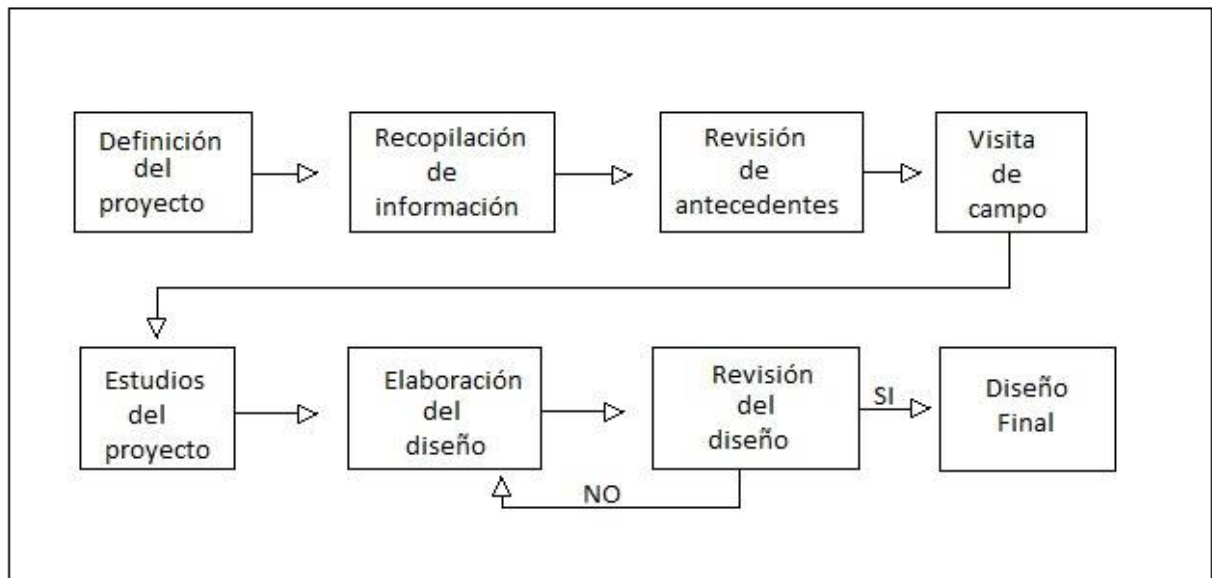 Definición
del
proyecto
Recopilación
de
información
Revisión
de
antecedentes
Visita
de
campo
Estudios
del
proyecto
Elaboración
del
diseño
Revisión
del
diseño
SI
Diseño
Final
NO